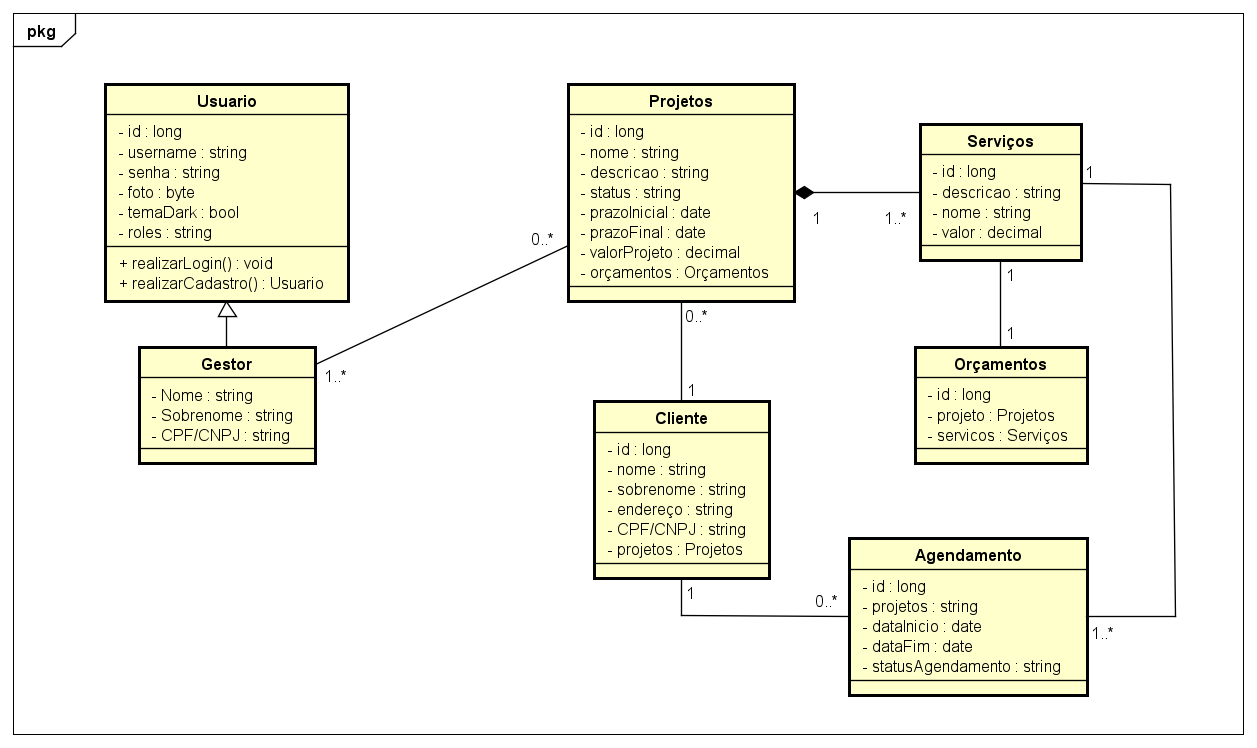 pkg
Usuario
- id : long
- username : string
- senha : string
- foto : byte
- temaDark : bool
- roles : string
+ realizarLogin() : void
+ realizarCadastro() : Usuario
Gestor
- Nome : string
- Sobrenome : string
- CPF/CNPJ : string
1..*
0..*
Projetos
- id : long
- nome : string
- descricao : string
- status : string
- prazoInicial : date
- prazoFinal : date
- valorProjeto : decimal
- orçamentos : Orçamentos
1
1..*
0..*
1
Serviços
- id : long
- descricao : string
- nome : string
- valor : decimal
1
1
1
Orçamentos
- id : long
- projeto : Projetos
- servicos : Serviços
Cliente
- id : long
- nome : string
- sobrenome : string
- endereço : string
- CPF/CNPJ : string
- projetos : Projetos
1
0..*
Agendamento
- id : long
- projetos : string
- dataInicio : date
- dataFim : date
- statusAgendamento : string
1..*